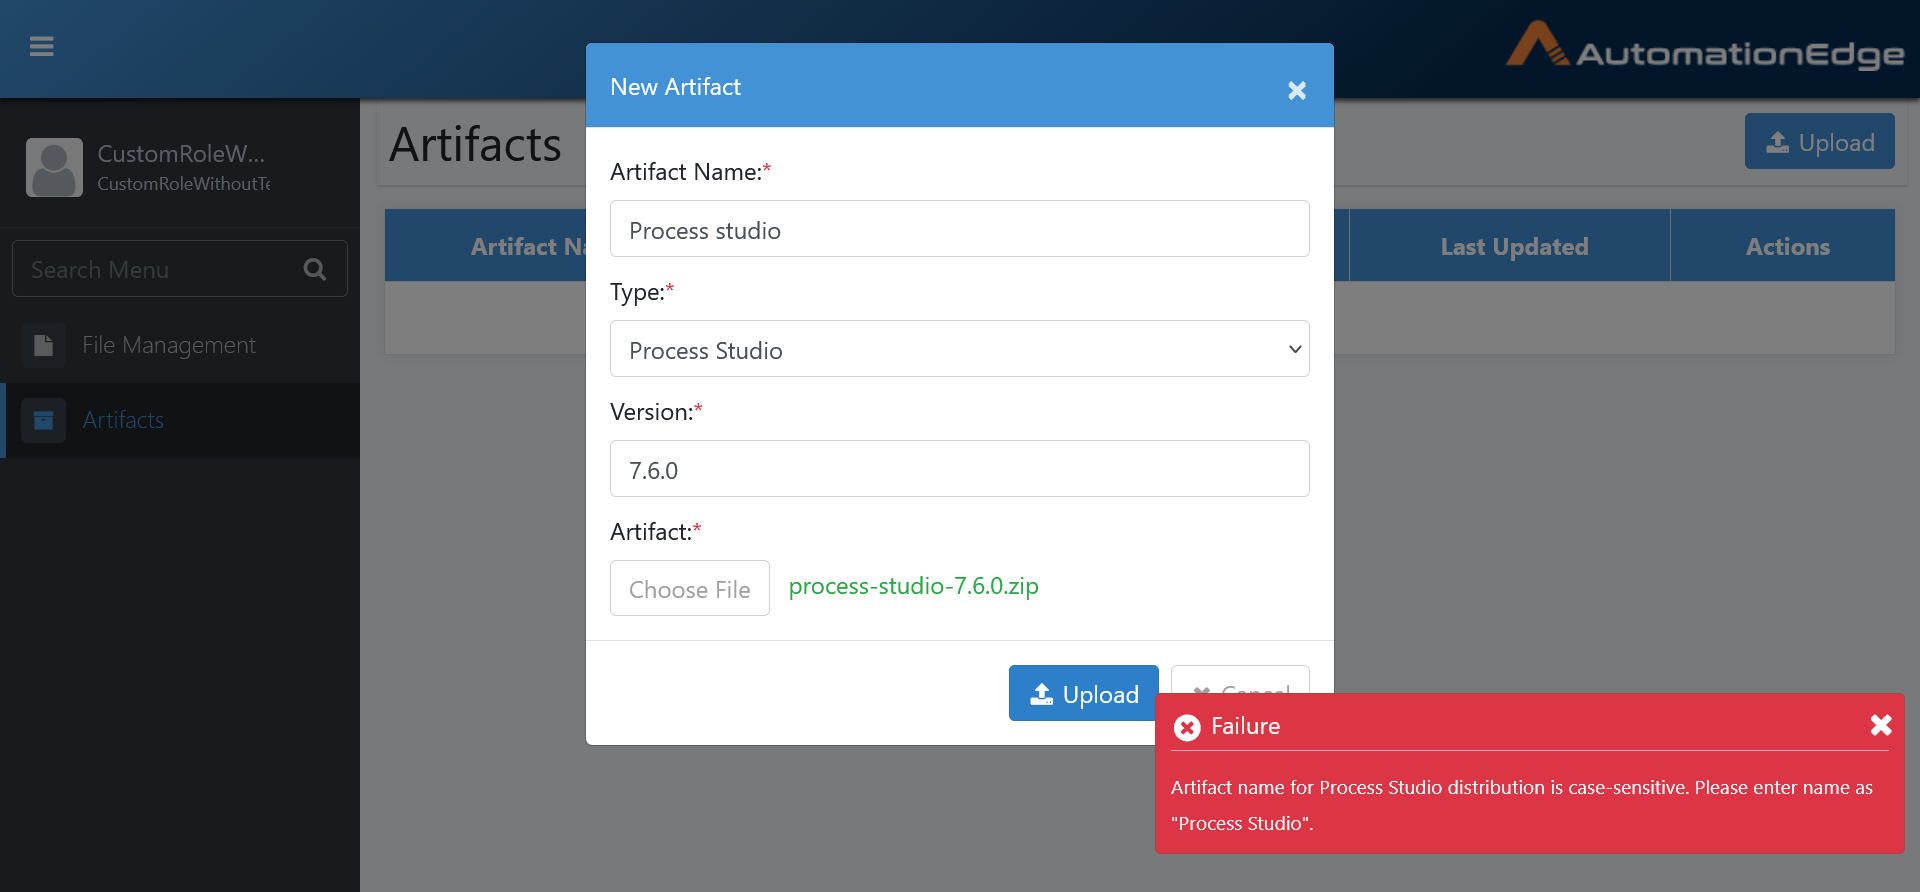 AutomationEdge
New Artifact
CustomRoleW...
CustomRoleWithoutTe
Search Menu
File Management
Artifacts
Artifacts
Upload
Artifact Na
Last Updated
Actions
Artifact Name:*
Process studio
Type:*
Process Studio
Version:*
7.6.0
Artifact:*
Choose File
process-studio-7.6.0.zip
Upload
Cancel
Failure
Artifact name for Process Studio distribution is case-sensitive. Please enter name as
"Process Studio".